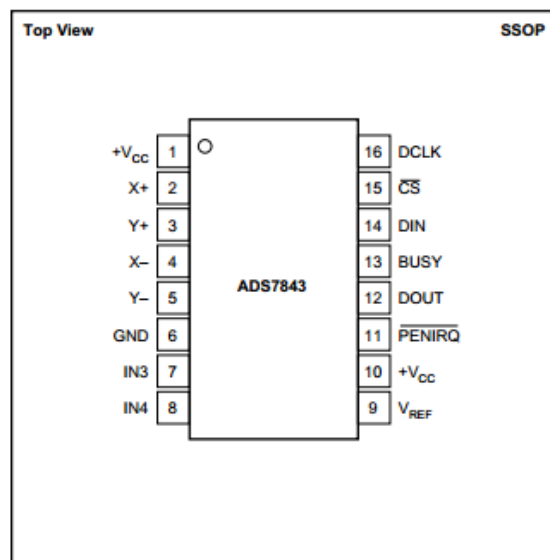 Top View SSOP
+VCC 1 16 DCLK
X+ 2 15 CS
Y+ 3 14 DIN
X– 4 13 BUSY
Y– 5 12 DOUT
ADS7843
GND 6 11 PENIRQ
IN3 7 10 +VCC
IN4 8 9 VREF